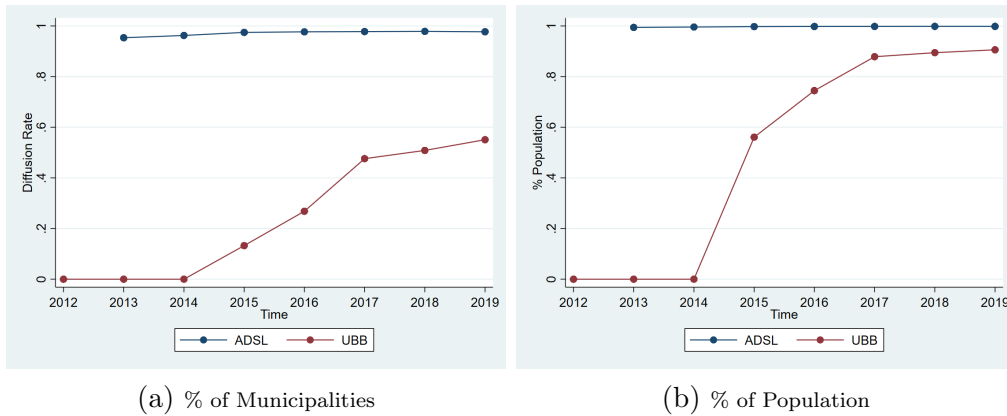 Diffusion Rate
0 .2 .4 .6 .8 1
2012 2013 2014 2015 2016 2017 2018 2019
Time
ADSL UBB
(a) % of Municipalities
% Population
0 .2 .4 .6 .8 1
2012 2013 2014 2015 2016 2017 2018 2019
Time
ADSL UBB
(b) % of Population